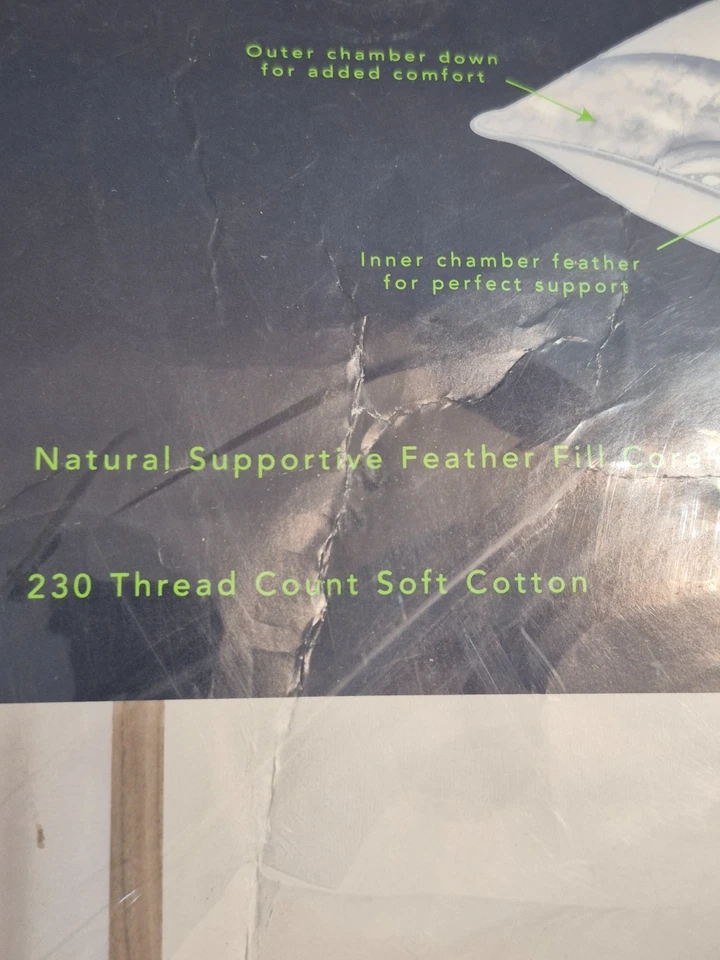 Outer chamber down
for added comfort
Inner chamber feather
for perfect support
Natural Supportive Feather Fill Core
230 Thread Count Soft Cotton